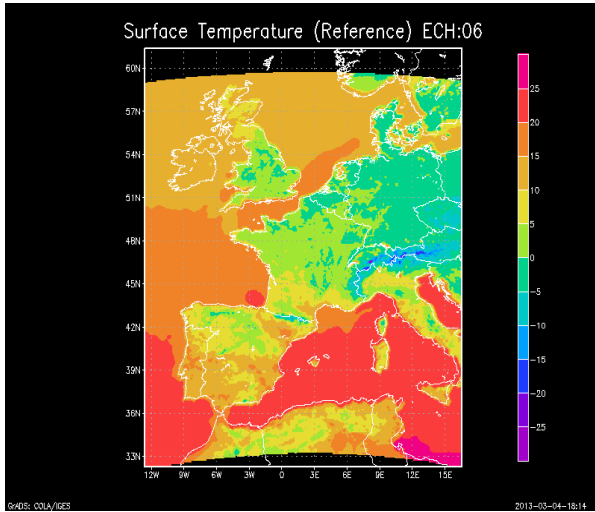 Surface Temperature (Reference) ECH:06
60N
57N
54N
51N
48N
45N
42N
39N
36N
33N
12W 9W 6W 3W 0 3E 6E 9E 12E 15E
25
20
15
10
5
0
-5
-10
-15
-20
-25
GrADS: COLA/IGES
2013-03-04-18:14